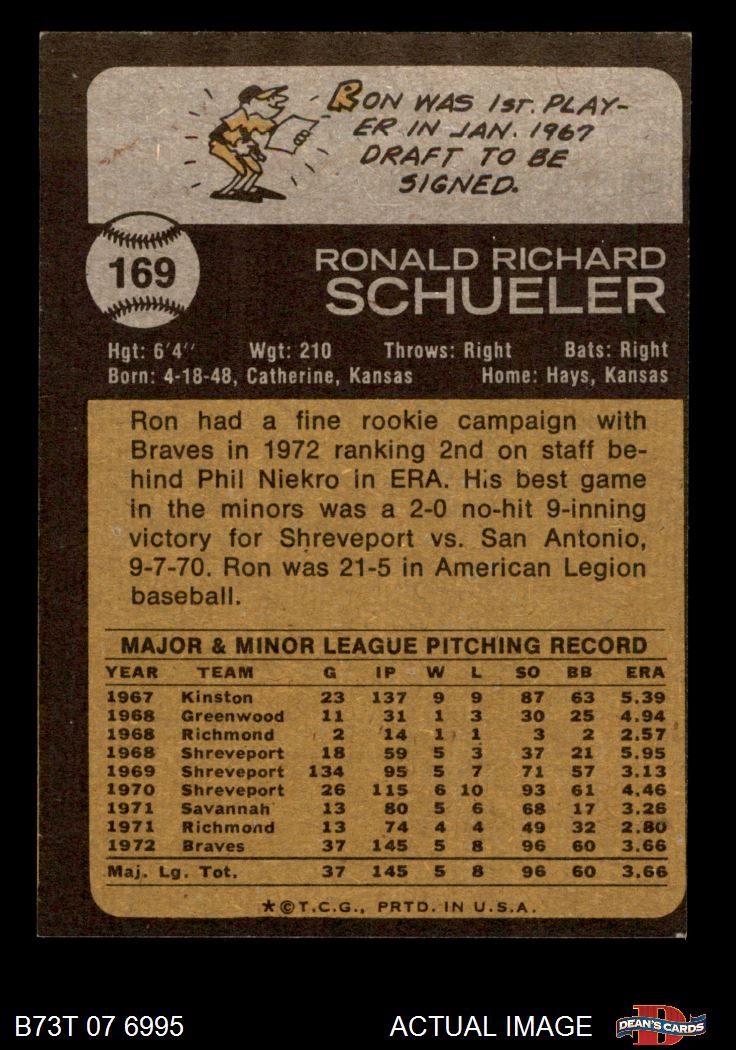 RON WAS 1ST. PLAY-
ER IN JAN. 1967
DRAFT TO BE
SIGNED.
169
RONALD RICHARD
SCHUELER
Hgt: 6'4" Wgt: 210 Throws: Right Bats: Right
Born: 4-18-48, Catherine, Kansas Home: Hays, Kansas
Ron had a fine rookie campaign with
Braves in 1972 ranking 2nd on staff be-
hind Phil Niekro in ERA. His best game
in the minors was a 2-0 no-hit 9-inning
victory for Shreveport vs. San Antonio,
9-7-70. Ron was 21-5 in American Legion
baseball.
MAJOR & MINOR LEAGUE PITCHING RECORD
YEAR TEAM G IP W L SO BB ERA
1967 Kinston 23 137 9 9 87 63 5.39
1968 Greenwood 11 31 1 3 30 25 4.94
1968 Richmond 2 14 1 1 3 2 2.57
1968 Shreveport 18 59 5 3 37 21 5.95
1969 Shreveport 134 95 5 7 71 57 3.13
1970 Shreveport 26 115 6 10 93 61 4.46
1971 Savannah 13 80 5 6 68 17 3.26
1971 Richmond 13 74 4 4 49 32 2.80
1972 Braves 37 145 5 8 96 60 3.66
Maj. Lg. Tot. 37 145 5 8 96 60 3.66
★©T.C.G., PRTD. IN U.S.A.
B73T 07 6995 ACTUAL IMAGE D DEAN'S CARDS